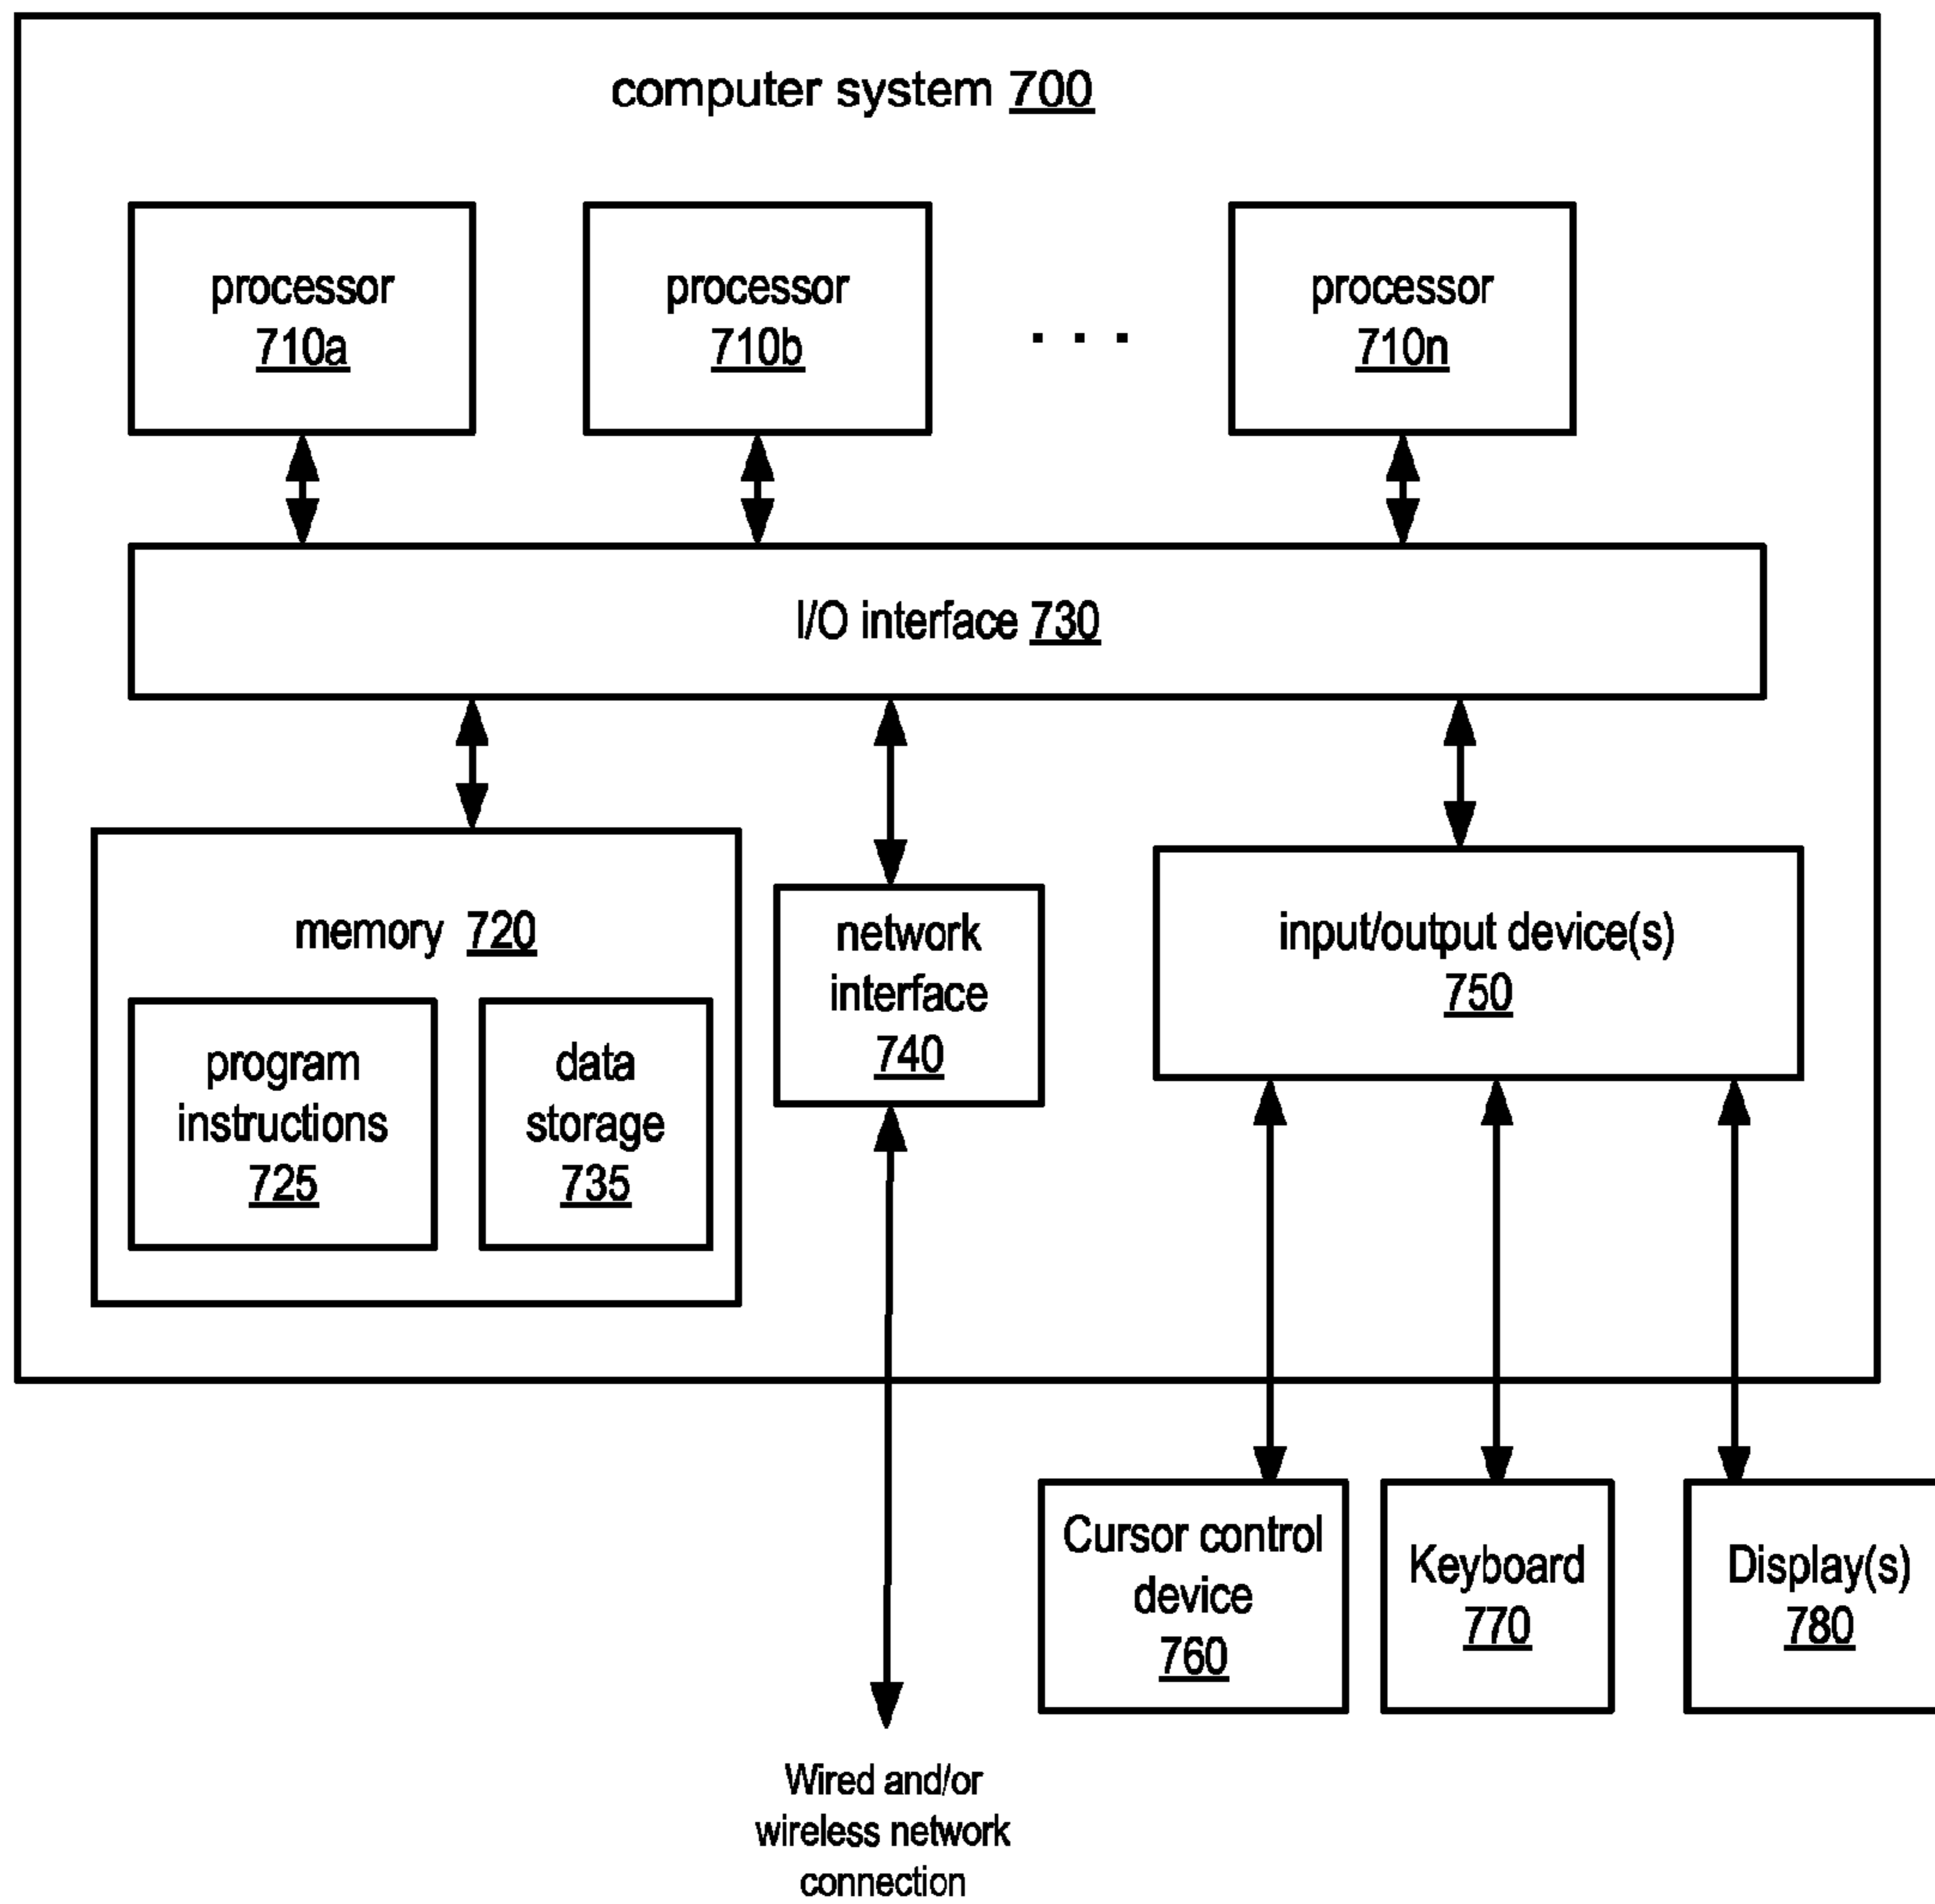 computer system 700
processor
710a
processor
710b
. . .
processor
710n
I/O interface 730
memory 720
program
instructions
725
data
storage
735
network
interface
740
input/output device(s)
750
Cursor control
device
760
Keyboard
770
Display(s)
780
Wired and/or
wireless network
connection